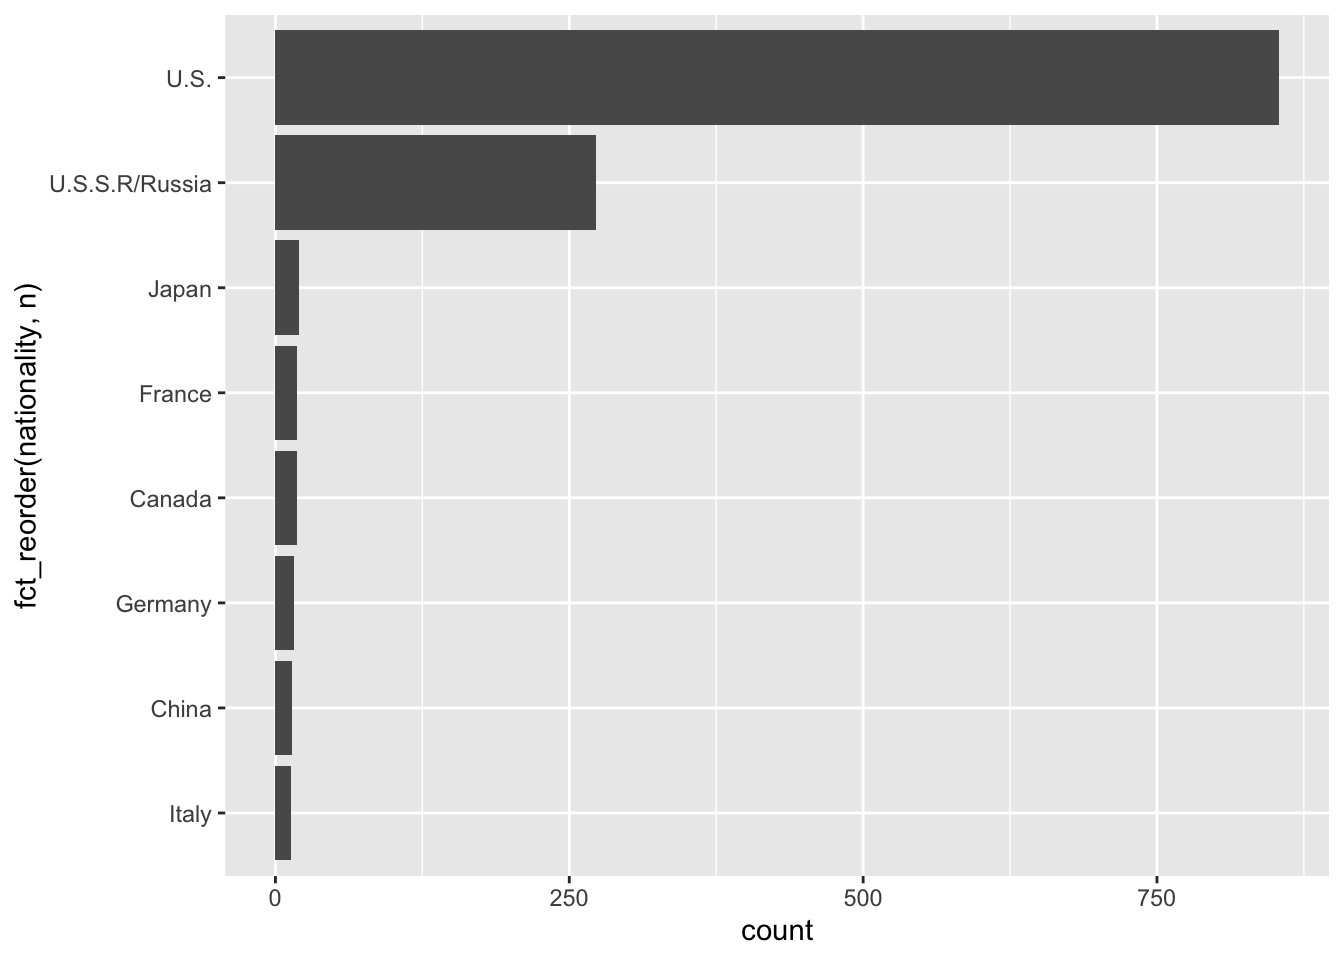 U.S.
U.S.S.R/Russia
Japan
France
Canada
Germany
China
Italy
fct_reorder(nationality, n)
0 250 500 750
count